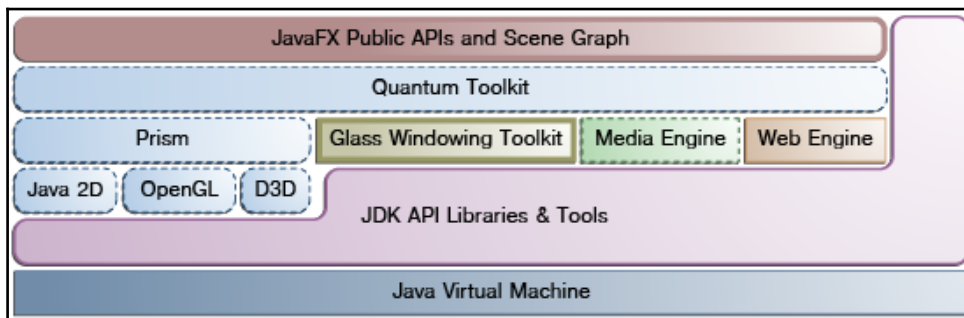 JavaFX Public APIs and Scene Graph
Quantum Toolkit
Prism
Glass Windowing Toolkit
Media Engine
Web Engine
Java 2D
OpenGL
D3D
JDK API Libraries & Tools
Java Virtual Machine